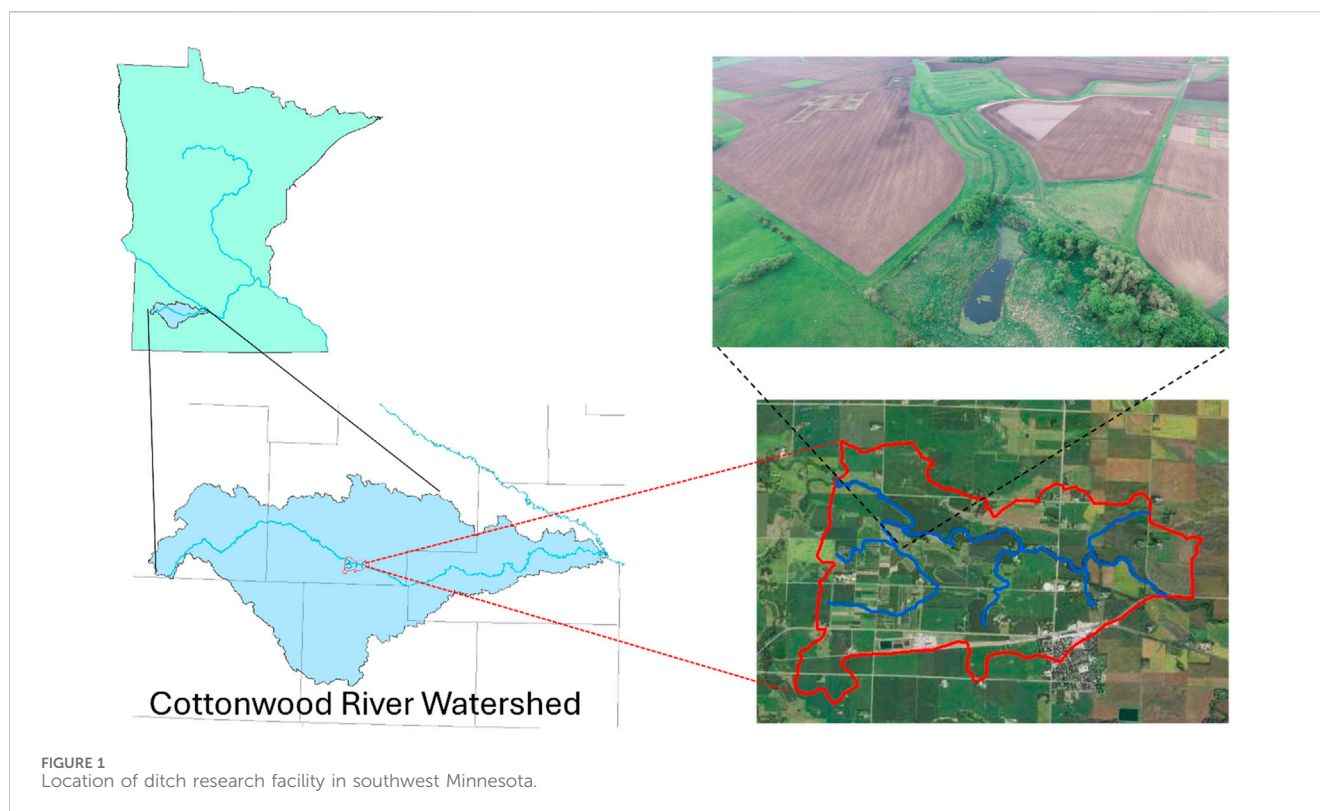 Cottonwood River Watershed
FIGURE 1
Location of ditch research facility in southwest Minnesota.